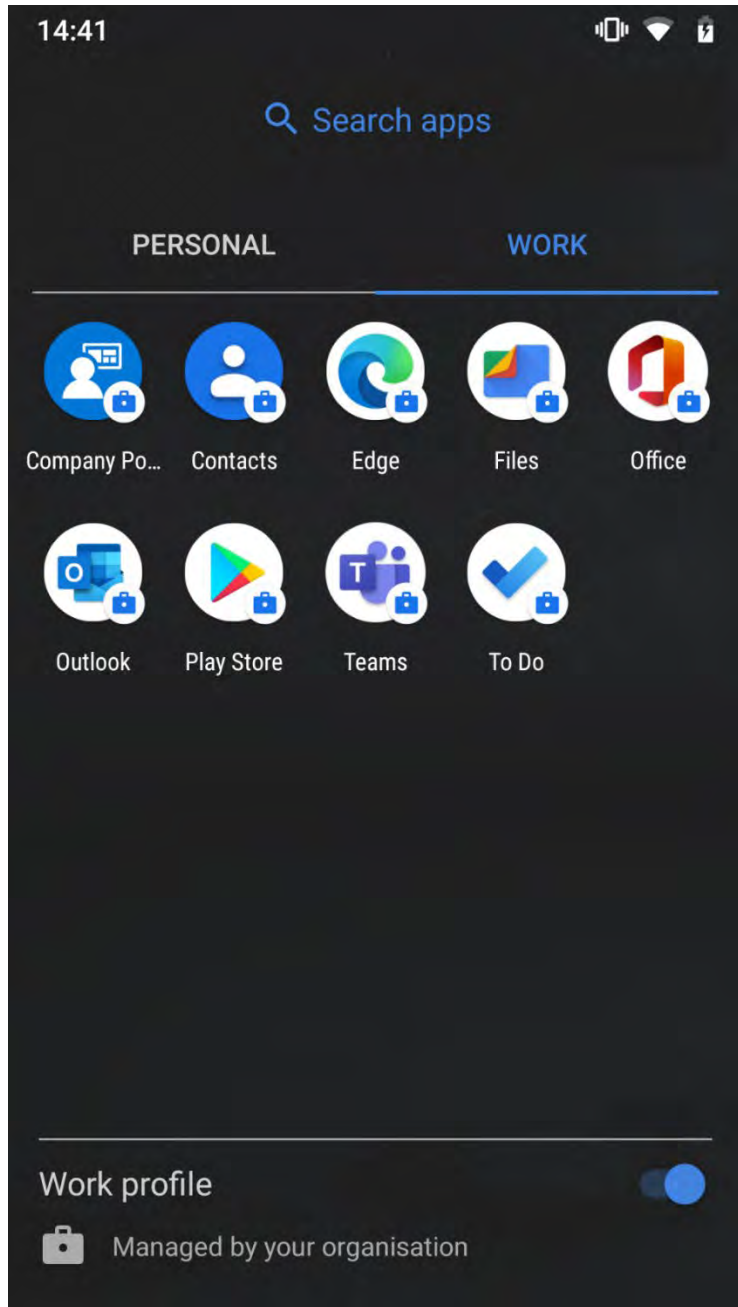 14:41
Search apps
PERSONAL WORK
Company Po... Contacts Edge Files Office
Outlook Play Store Teams To Do
Work profile
Managed by your organisation